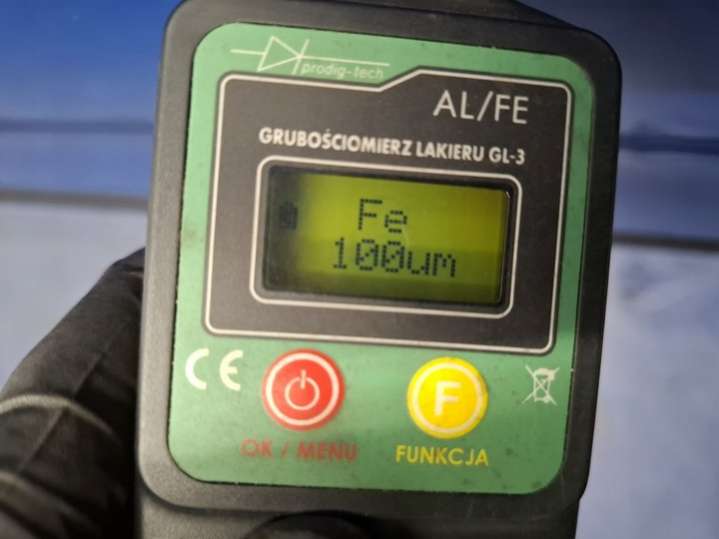 prodig-tech
AL/FE
GRUBOŚCIOMIERZ LAKIERU GL-3
Fe
100um
CE
F
OK / MENU
FUNKCJA